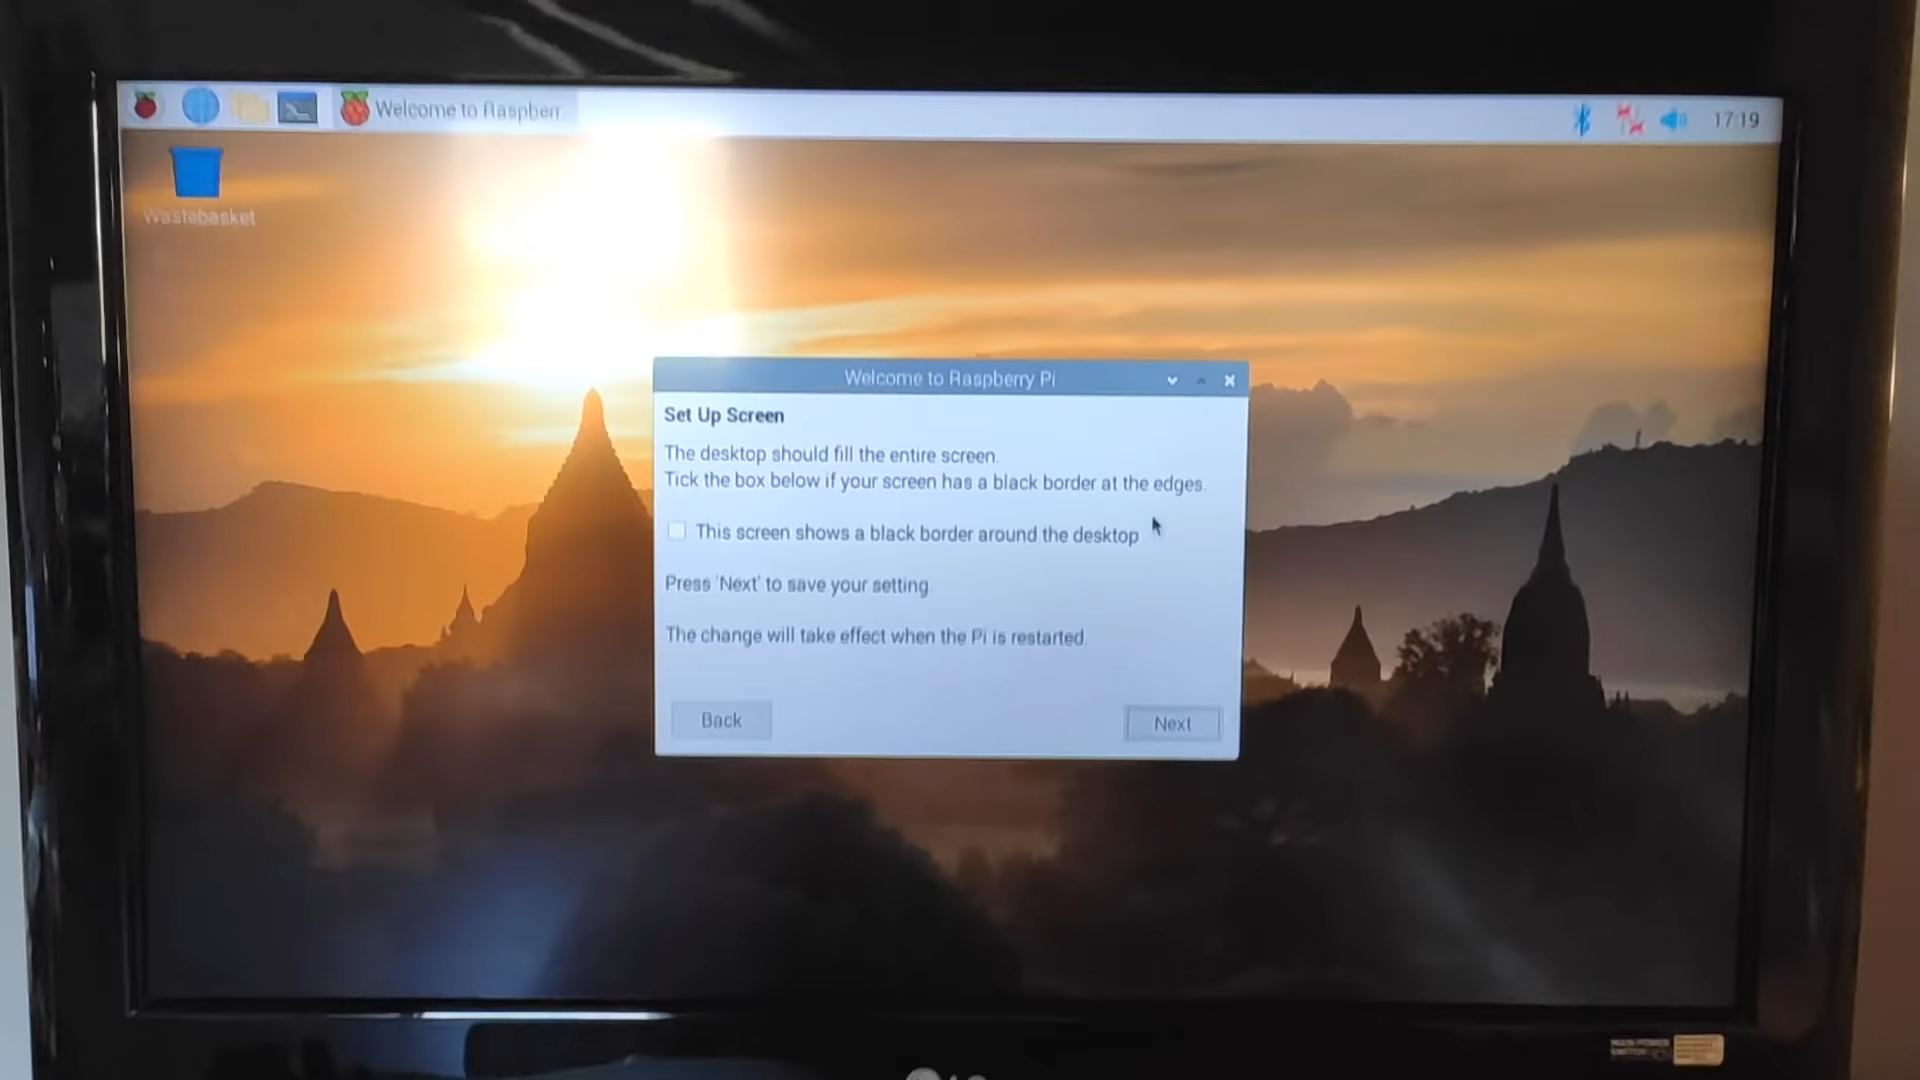 Welcome to Raspberr
17:19
Wastebasket
Welcome to Raspberry Pi
Set Up Screen
The desktop should fill the entire screen.
Tick the box below if your screen has a black border at the edges.
This screen shows a black border around the desktop
Press 'Next' to save your setting.
The change will take effect when the Pi is restarted.
Back
Next